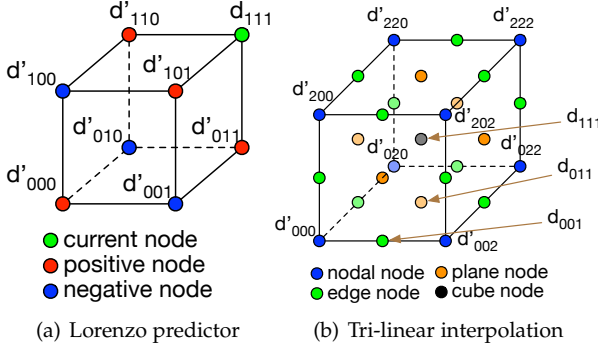 d'110
d111
d'100
d'101
d'010
d'011
d'000
d'001
current node
positive node
negative node
(a) Lorenzo predictor
d'220
d'222
d'200
d'202
d111
d'020
d'022
d011
d'000
d'002
d001
nodal node
plane node
edge node
cube node
(b) Tri-linear interpolation